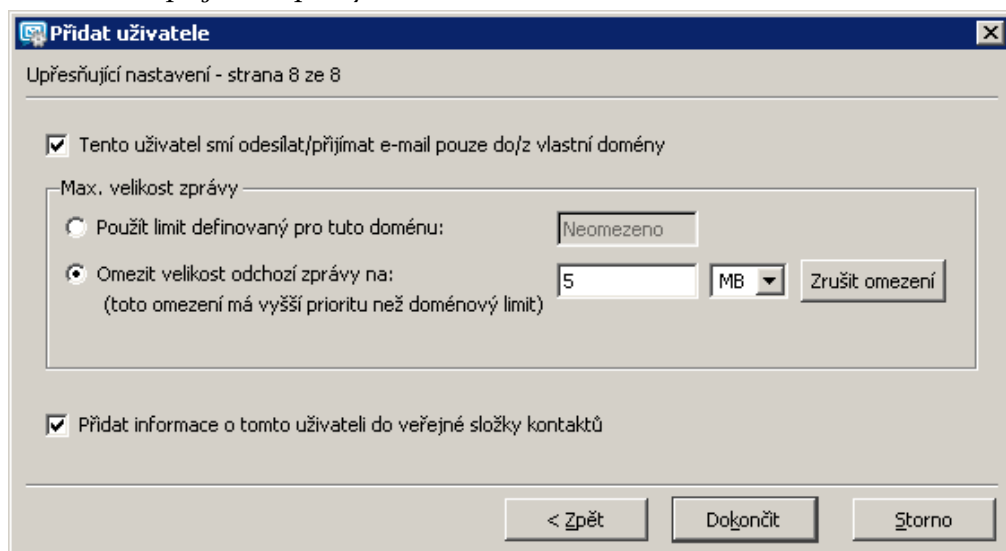 Přidat uživatele
Upřesňující nastavení - strana 8 ze 8
Tento uživatel smí odesílat/přijímat e-mail pouze do/z vlastní domény
Max. velikost zprávy
Použít limit definovaný pro tuto doménu: Neomezeno
Omezit velikost odchozí zprávy na: 5 MB Zrušit omezení
(toto omezení má vyšší prioritu než doménový limit)
Přidat informace o tomto uživateli do veřejné složky kontaktů
< Zpět Dokončit Storno